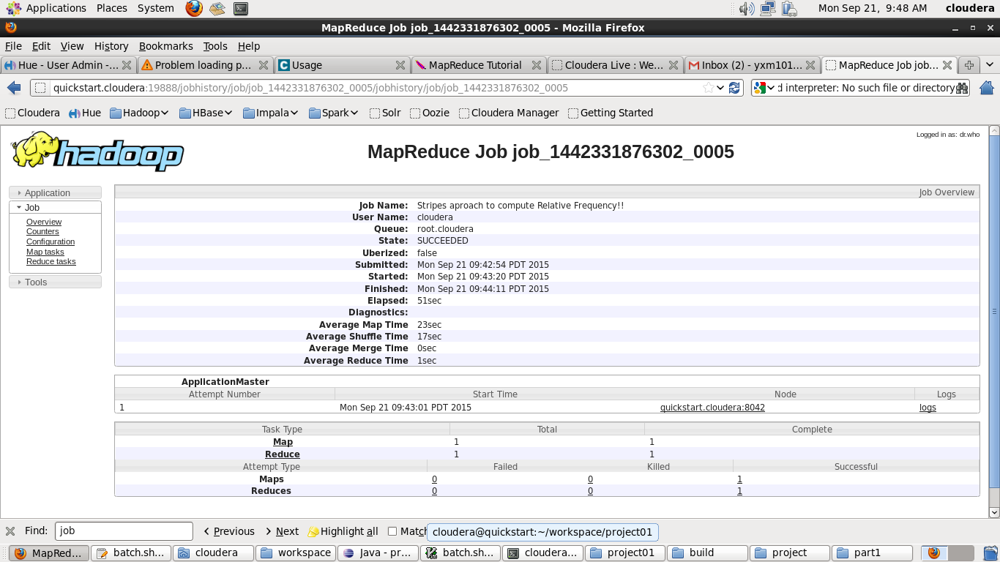 Applications Places System Mon Sep 21, 9:48 AM cloudera
MapReduce Job job_1442331876302_0005 - Mozilla Firefox
File Edit View History Bookmarks Tools Help
Hue - User Admin -... Problem loading p... Usage MapReduce Tutorial Cloudera Live : We... Inbox (2) - yxm101... MapReduce Job job...
quickstart.cloudera:19888/jobhistory/job/job_1442331876302_0005/jobhistory/job/job_1442331876302_0005 d interpreter: No such file or directory
Cloudera Hue Hadoop HBase Impala Spark Solr Oozie Cloudera Manager Getting Started
Logged in as: dr.who
hadoop
MapReduce Job job_1442331876302_0005
Application
Job
Overview
Counters
Configuration
Map tasks
Reduce tasks
Tools
Job Overview
Job Name: Stripes aproach to compute Relative Frequency!!
User Name: cloudera
Queue: root.cloudera
State: SUCCEEDED
Uberized: false
Submitted: Mon Sep 21 09:42:54 PDT 2015
Started: Mon Sep 21 09:43:20 PDT 2015
Finished: Mon Sep 21 09:44:11 PDT 2015
Elapsed: 51sec
Diagnostics:
Average Map Time 23sec
Average Shuffle Time 17sec
Average Merge Time 0sec
Average Reduce Time 1sec
ApplicationMaster
Attempt Number Start Time Node Logs
1 Mon Sep 21 09:43:01 PDT 2015 quickstart.cloudera:8042 logs
Task Type Total Complete
Map 1 1
Reduce 1 1
Attempt Type Failed Killed Successful
Maps 0 0 1
Reduces 0 0 1
Find: job Previous Next Highlight all Matc cloudera@quickstart:~/workspace/project01
MapRed... batch.sh... cloudera workspace Java - pr... batch.sh... cloudera... project01 build project part1